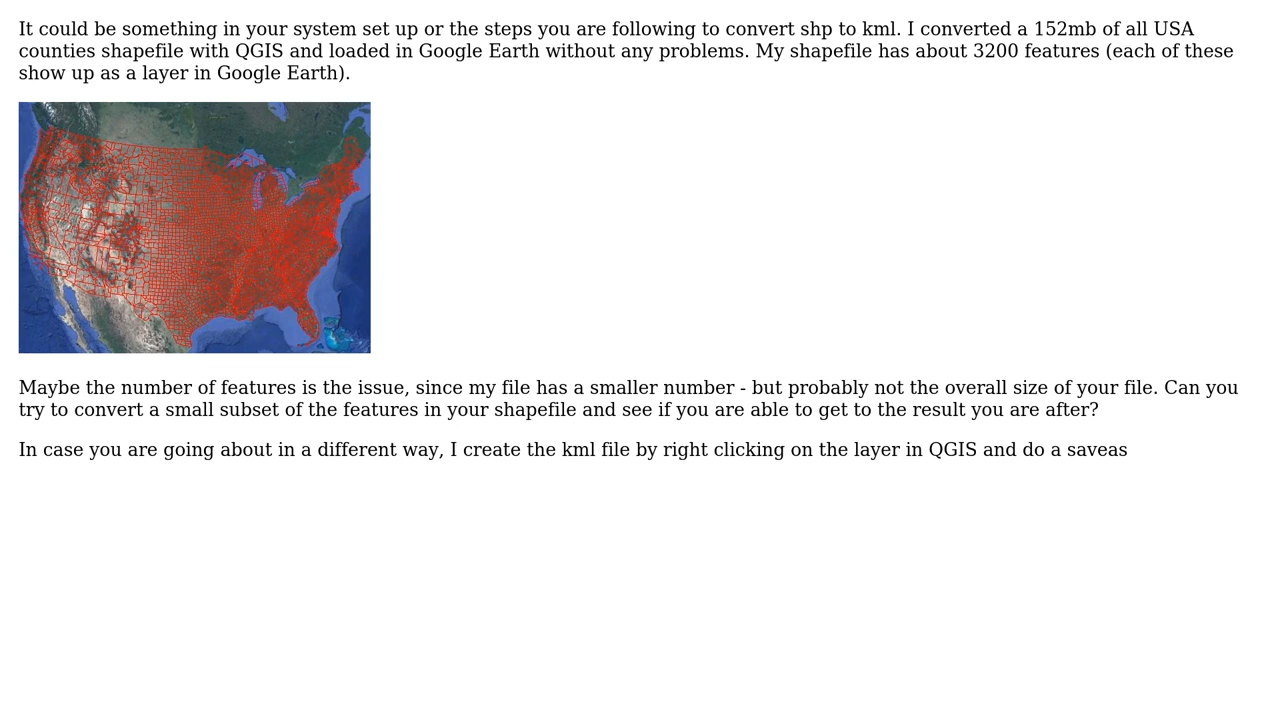 It could be something in your system set up or the steps you are following to convert shp to kml. I converted a 152mb of all USA
counties shapefile with QGIS and loaded in Google Earth without any problems. My shapefile has about 3200 features (each of these
show up as a layer in Google Earth).
Maybe the number of features is the issue, since my file has a smaller number - but probably not the overall size of your file. Can you
try to convert a small subset of the features in your shapefile and see if you are able to get to the result you are after?
In case you are going about in a different way, I create the kml file by right clicking on the layer in QGIS and do a saveas